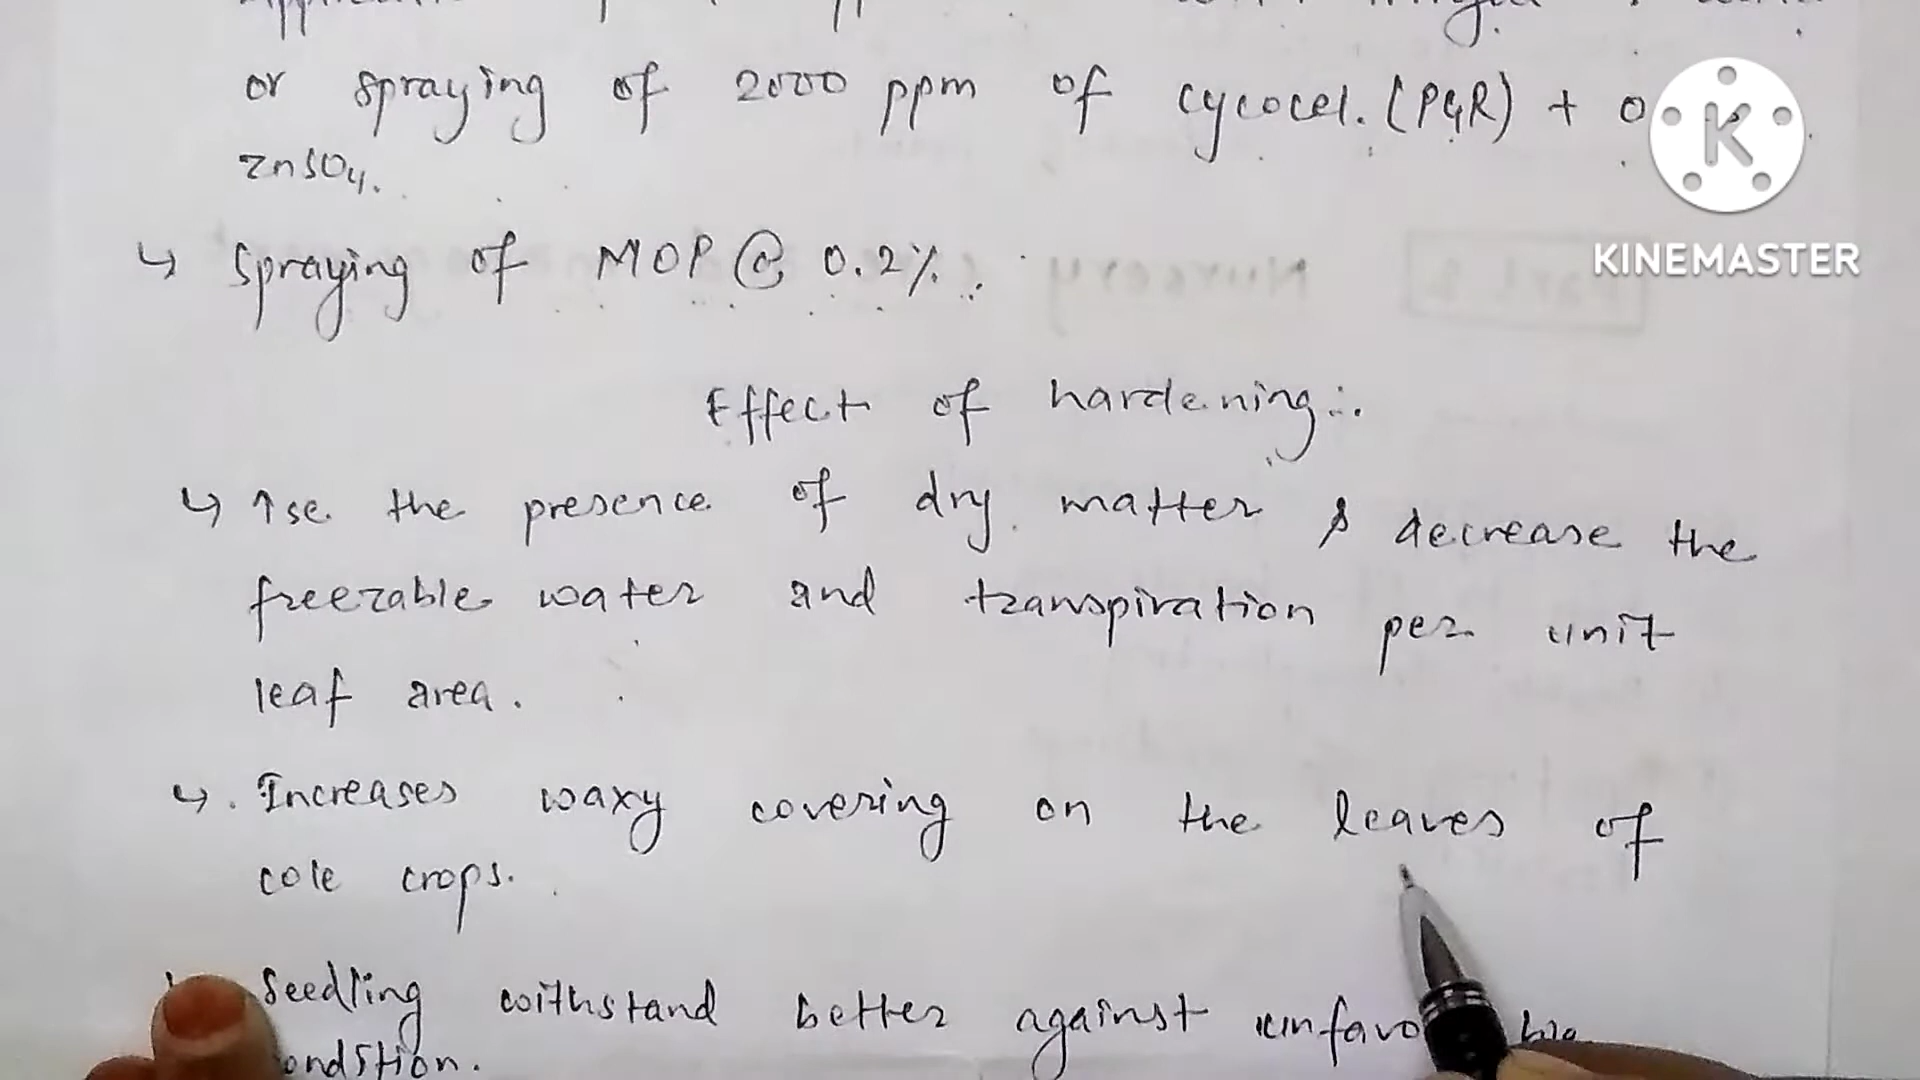 or spraying of 2000 ppm of cycocel. (PGR) + 0
ZnSO4.
↳ Spraying of MOP @ 0.2%.
Effect of hardening :.
↳ ↑se. the presence of dry matter & decrease the
freezable water and transpiration per unit
leaf area.
↳. Increases waxy covering on the leaves of
cole crops.
Seedling withstand better against
condition.
K
KINEMASTER